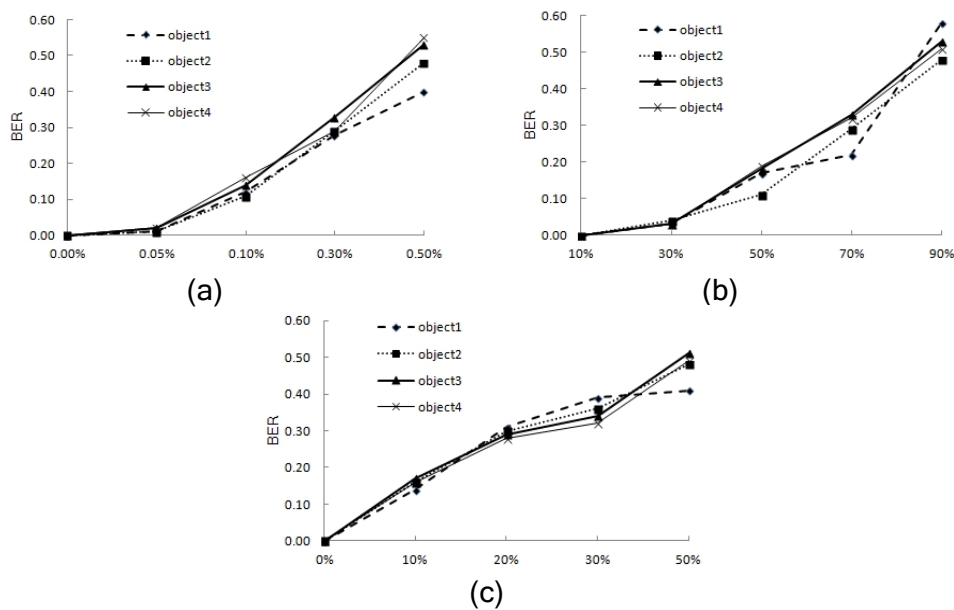 0.60
0.50
0.40
0.30
0.20
0.10
0.00
BER
object1
object2
object3
object4
0.00% 0.05% 0.10% 0.30% 0.50%
(a)
0.60
0.50
0.40
0.30
0.20
0.10
0.00
BER
object1
object2
object3
object4
10% 30% 50% 70% 90%
(b)
0.60
0.50
0.40
0.30
0.20
0.10
0.00
BER
object1
object2
object3
object4
0% 10% 20% 30% 50%
(c)